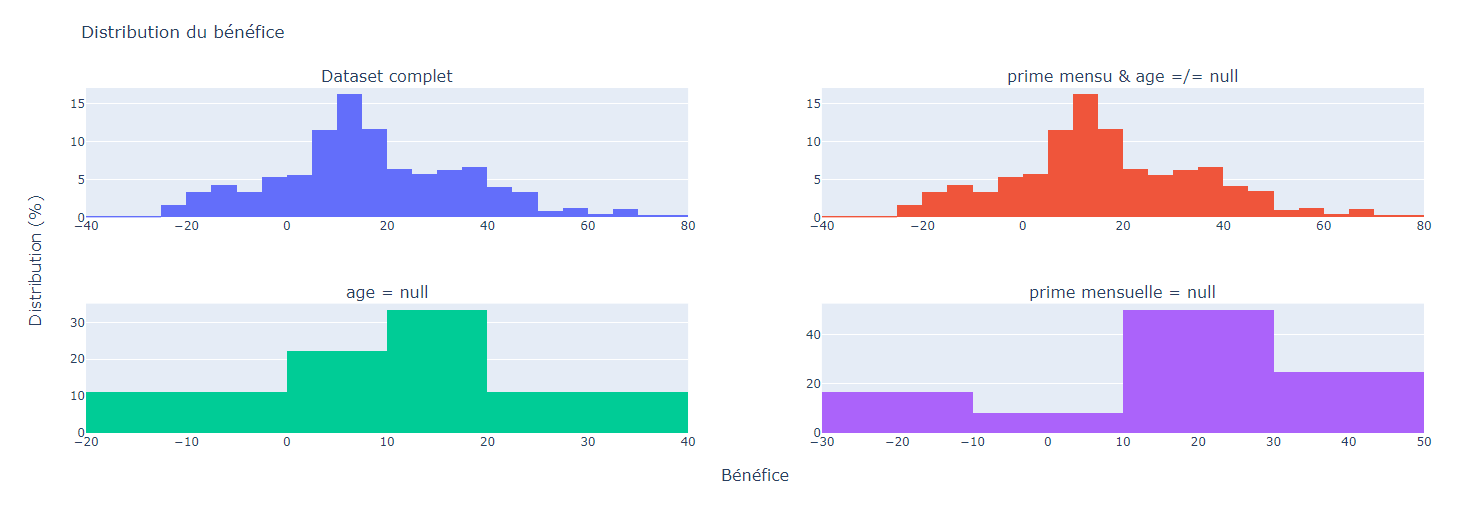 Distribution du bénéfice
Dataset complet
15
10
5
0
−40 −20 0 20 40 60 80
prime mensu & age =/= null
15
10
5
0
−40 −20 0 20 40 60 80
Distribution (%)
age = null
30
20
10
0
−20 −10 0 10 20 30 40
prime mensuelle = null
40
20
0
−30 −20 −10 0 10 20 30 40 50
Bénéfice